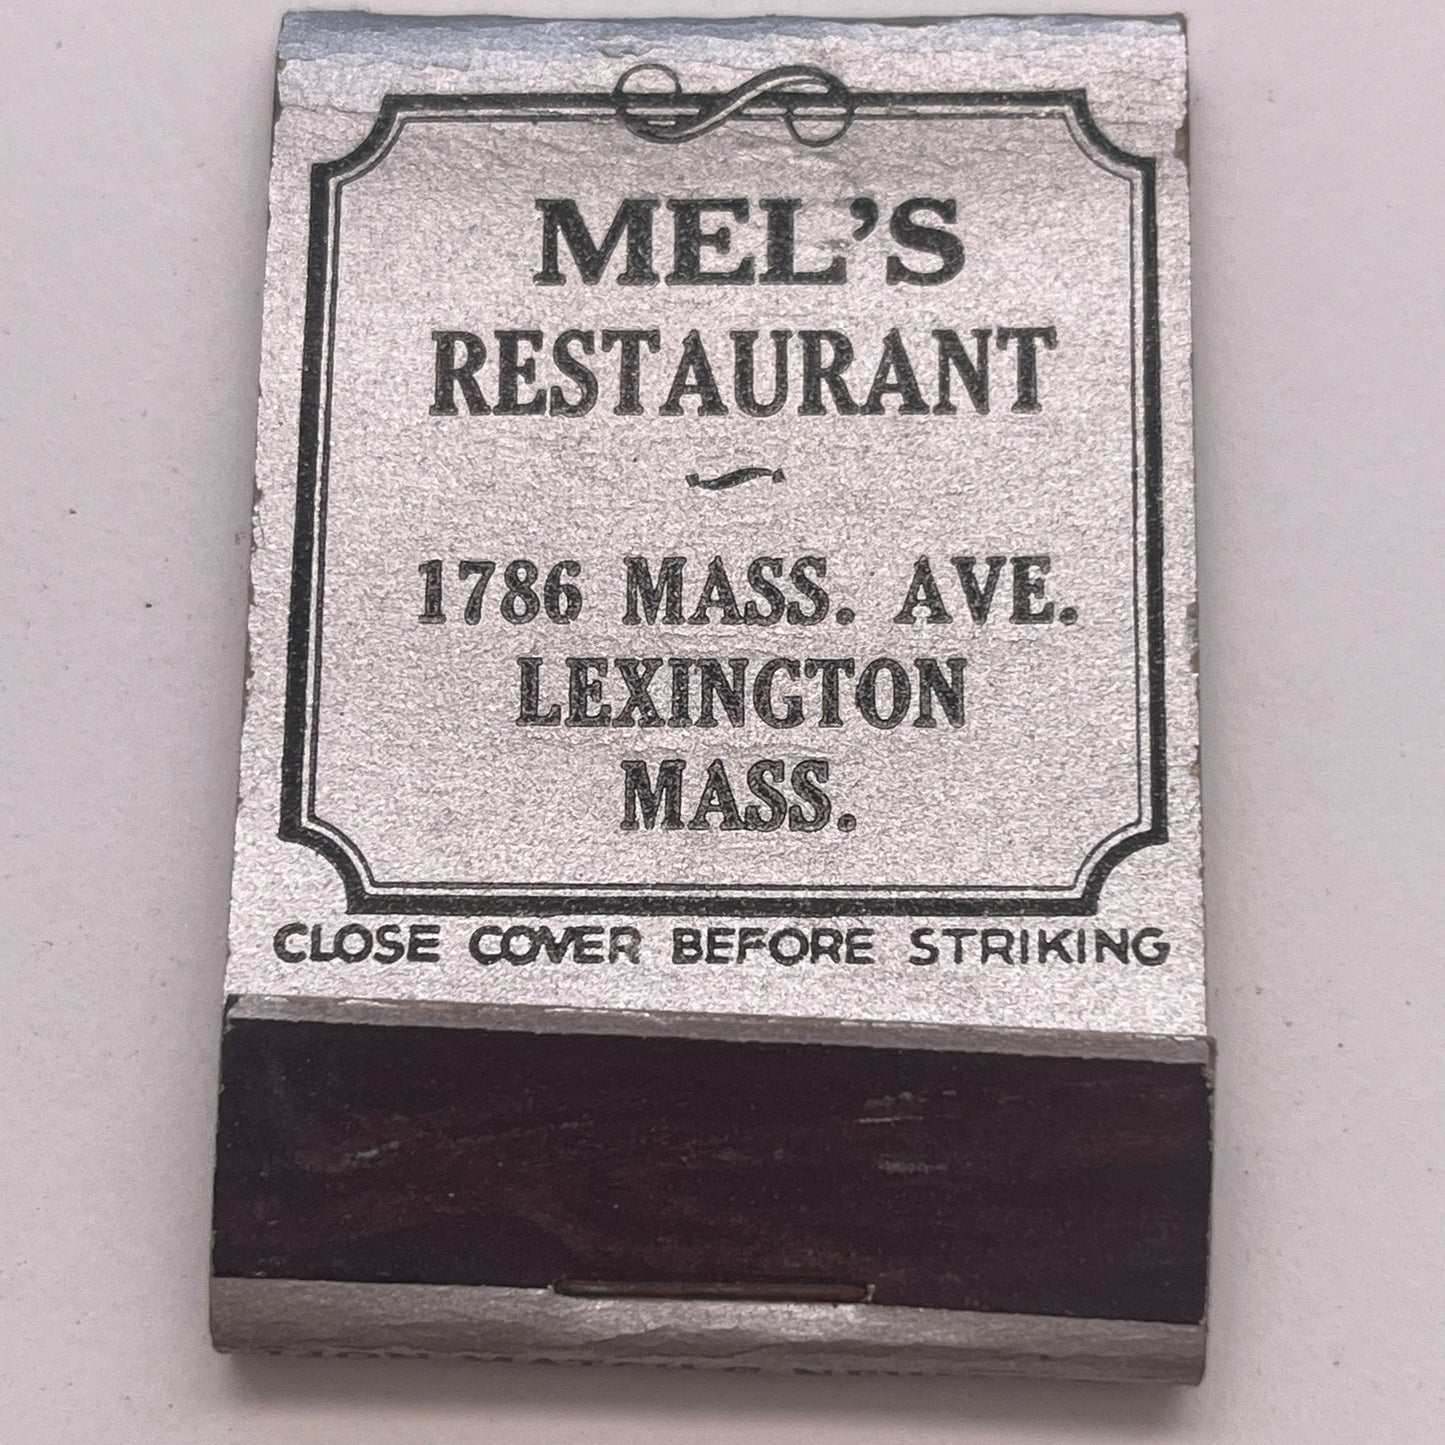 MEL'S
RESTAURANT
1786 MASS. AVE.
LEXINGTON
MASS.
CLOSE COVER BEFORE STRIKING